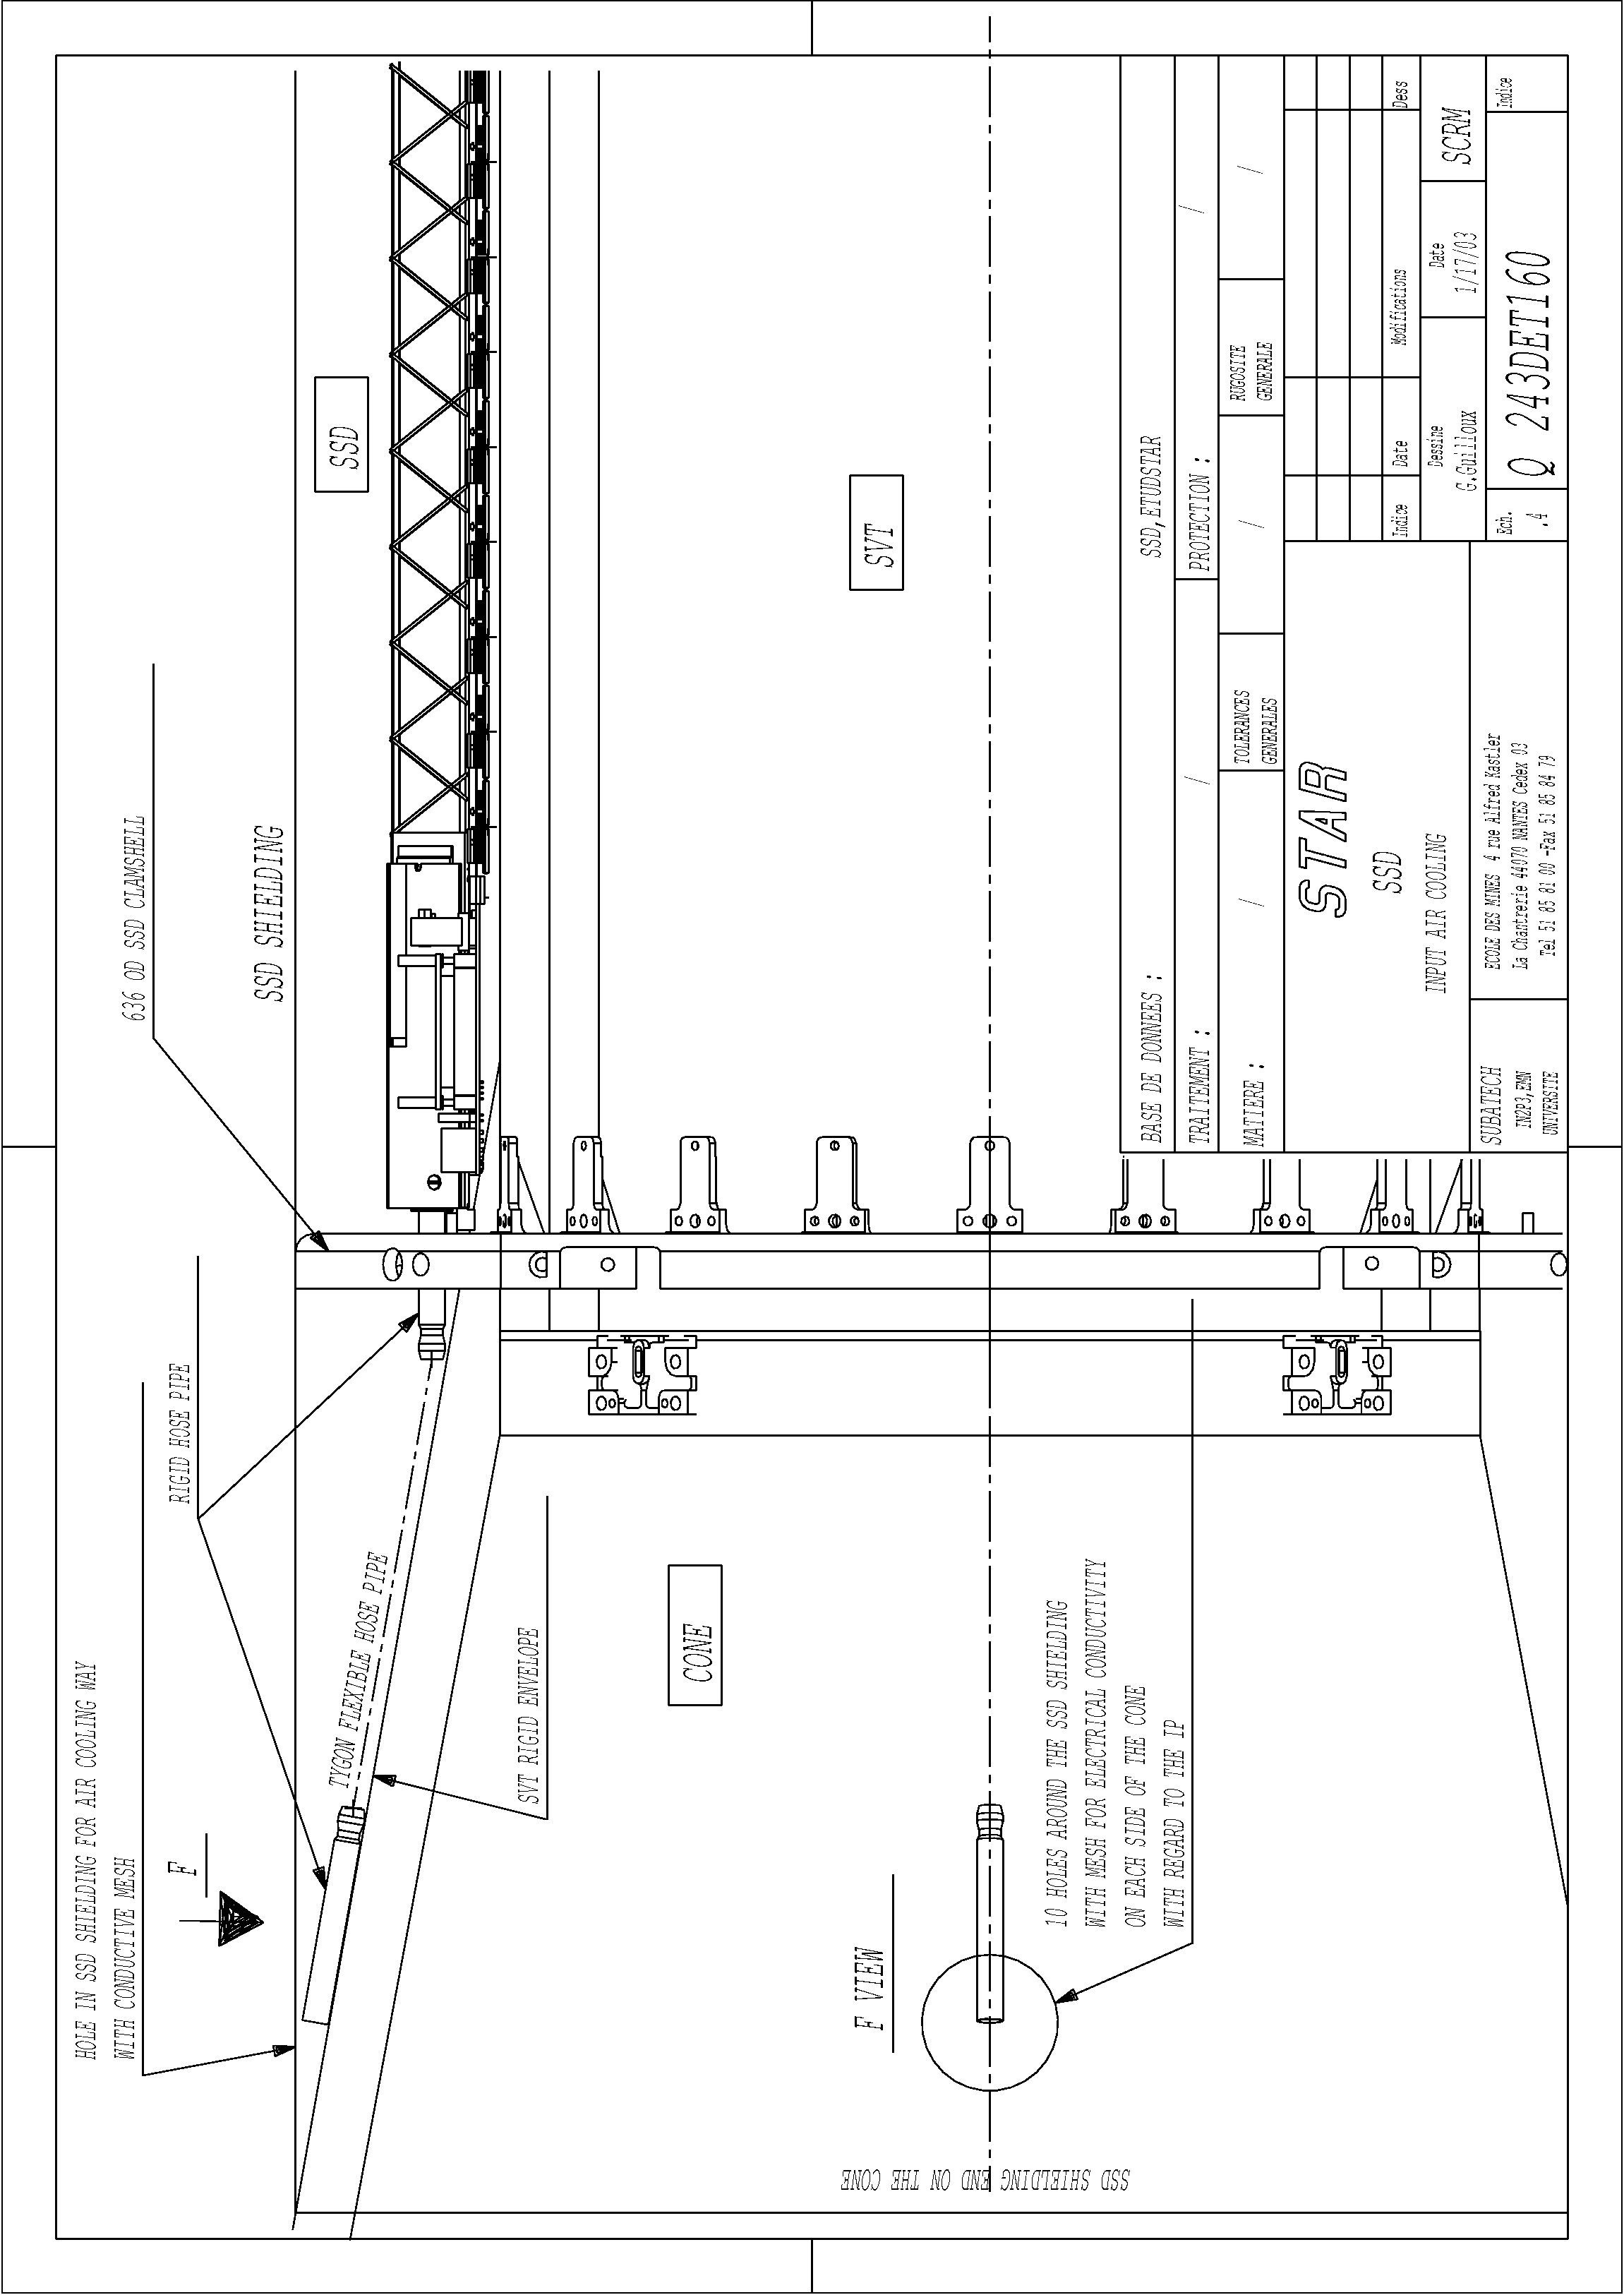 HOLE IN SSD SHIELDING FOR AIR COOLING WAY
WITH CONDUCTIVE MESH
F
RIGID HOSE PIPE
636 OD SSD CLAMSHELL
SSD SHIELDING
SSD
TYGON FLEXIBLE HOSE PIPE
SVT RIGID ENVELOPE
CONE
SVT
F VIEW
10 HOLES AROUND THE SSD SHIELDING
WITH MESH FOR ELECTRICAL CONDUCTIVITY
ON EACH SIDE OF THE CONE
WITH REGARD TO THE IP
SSD SHIELDING END ON THE CONE
BASE DE DONNEES : SSD,ETUDSTAR
TRAITEMENT : / PROTECTION : /
MATIERE : / TOLERANCES
GENERALES / RUGOSITE
GENERALE /
STAR
SSD
INPUT AIR COOLING
Indice Date Modifications Dess
Dessine
G.Guilloux
Date
1/17/03
SCRM
SUBATECH
IN2P3,EMN
UNIVERSITE
ECOLE DES MINES 4 rue Alfred Kastler
La Chantrerie 44070 NANTES Cedex 03
Tel 51 85 81 00 -Fax 51 85 84 79
Ech.
.4
Q 243DET160
Indice